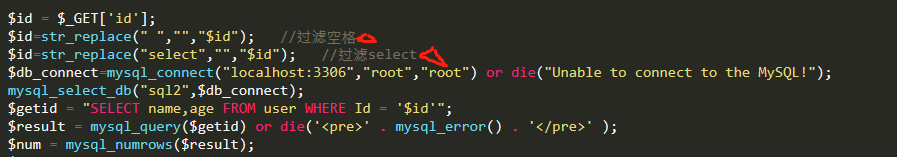 $id = $_GET['id'];
$id=str_replace(" ","","$id");   //过滤空格
$id=str_replace("select","","$id");   //过滤select
$db_connect=mysql_connect("localhost:3306","root","root") or die("Unable to connect to the MySQL!");
mysql_select_db("sql2",$db_connect);
$getid = "SELECT name,age FROM user WHERE Id = '$id'";
$result = mysql_query($getid) or die('<pre>' . mysql_error() . '</pre>' );
$num = mysql_numrows($result);